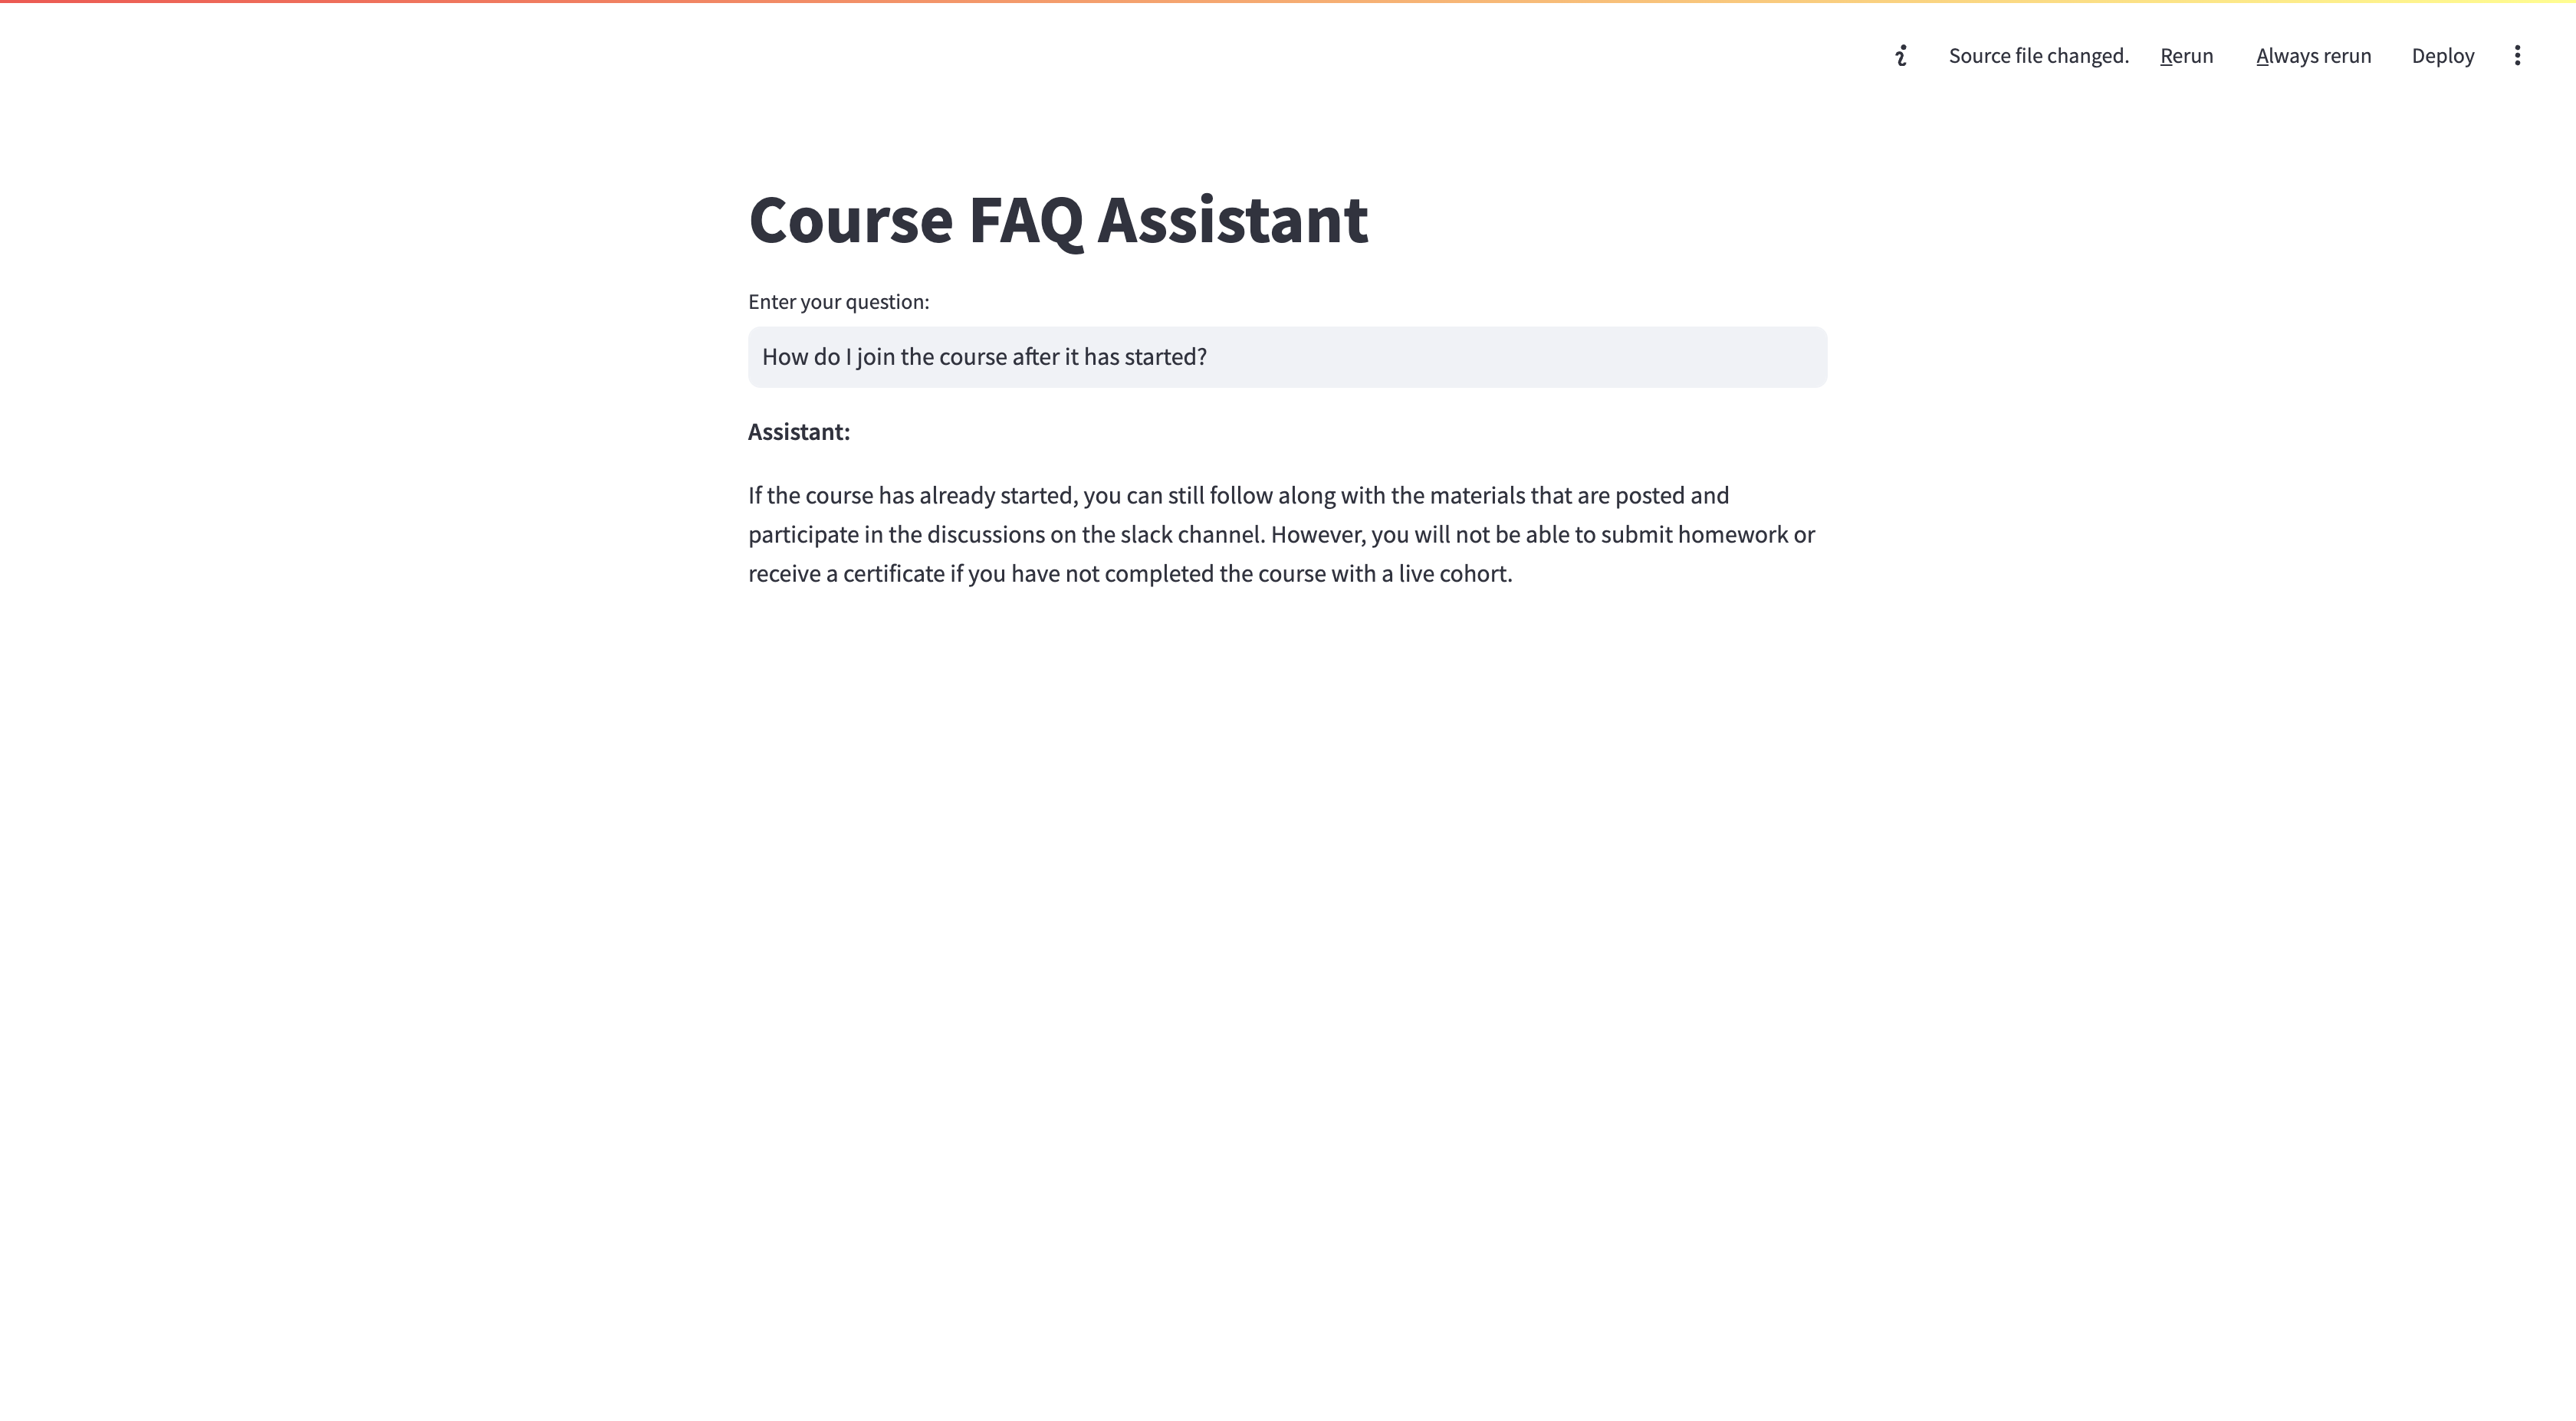 Source file changed. Rerun Always rerun Deploy
Course FAQ Assistant
Enter your question:
How do I join the course after it has started?
Assistant:
If the course has already started, you can still follow along with the materials that are posted and
participate in the discussions on the slack channel. However, you will not be able to submit homework or
receive a certificate if you have not completed the course with a live cohort.